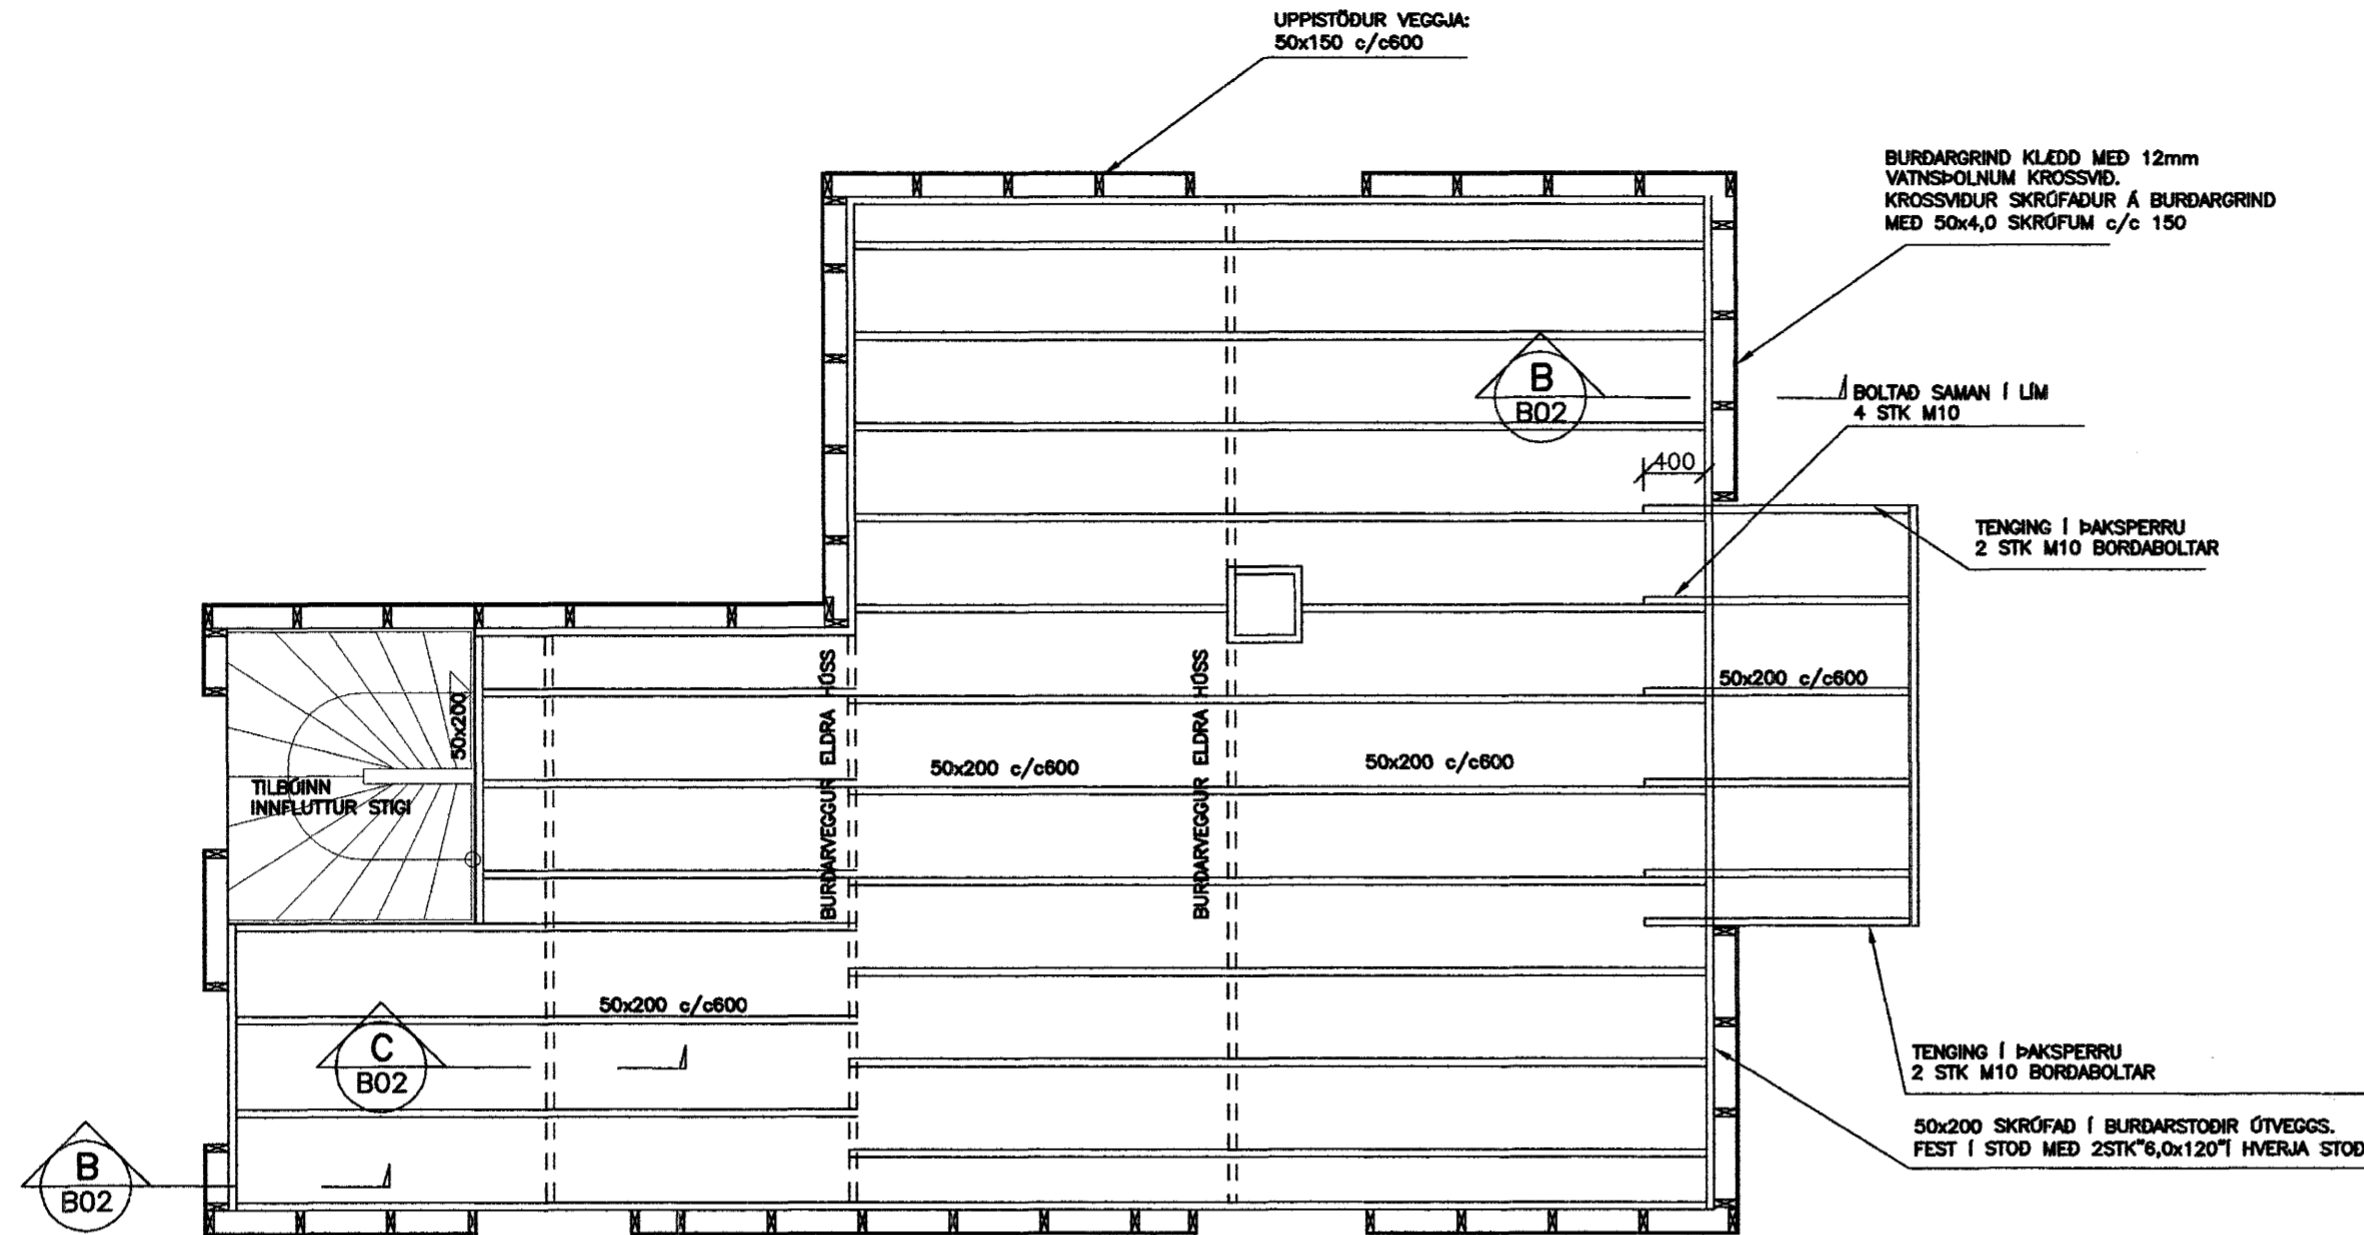 UPPISTÖÐUR VEGGJA:
50x150 c/c600
BURÐARGRIND KLÆDD MEÐ 12mm
VATNSÞOLNUM KROSSVIÐ.
KROSSVIÐUR SKRÚFAÐUR Á BURÐARGRIND
MEÐ 50x4,0 SKRÚFUM c/c 150
B
B02
BOLTAÐ SAMAN Í LÍM
4 STK M10
400
TENGING Í ÞAKSPERRU
2 STK M10 BORÐABOLTAR
50x200 c/c600
BURÐARVEGGUR ELDRA HÚSS
BURÐARVEGGUR ELDRA HÚSS
50x200
50x200 c/c600
50x200 c/c600
TILBÚINN
INNFLUTTUR STIGI
50x200 c/c600
C
B02
TENGING Í ÞAKSPERRU
2 STK M10 BORÐABOLTAR
50x200 SKRÚFAÐ Í BURÐARSTOÐIR ÚTVEGGS.
FEST Í STOÐ MEÐ 2STK"6,0x120"Í HVERJA STOÐ
B
B02